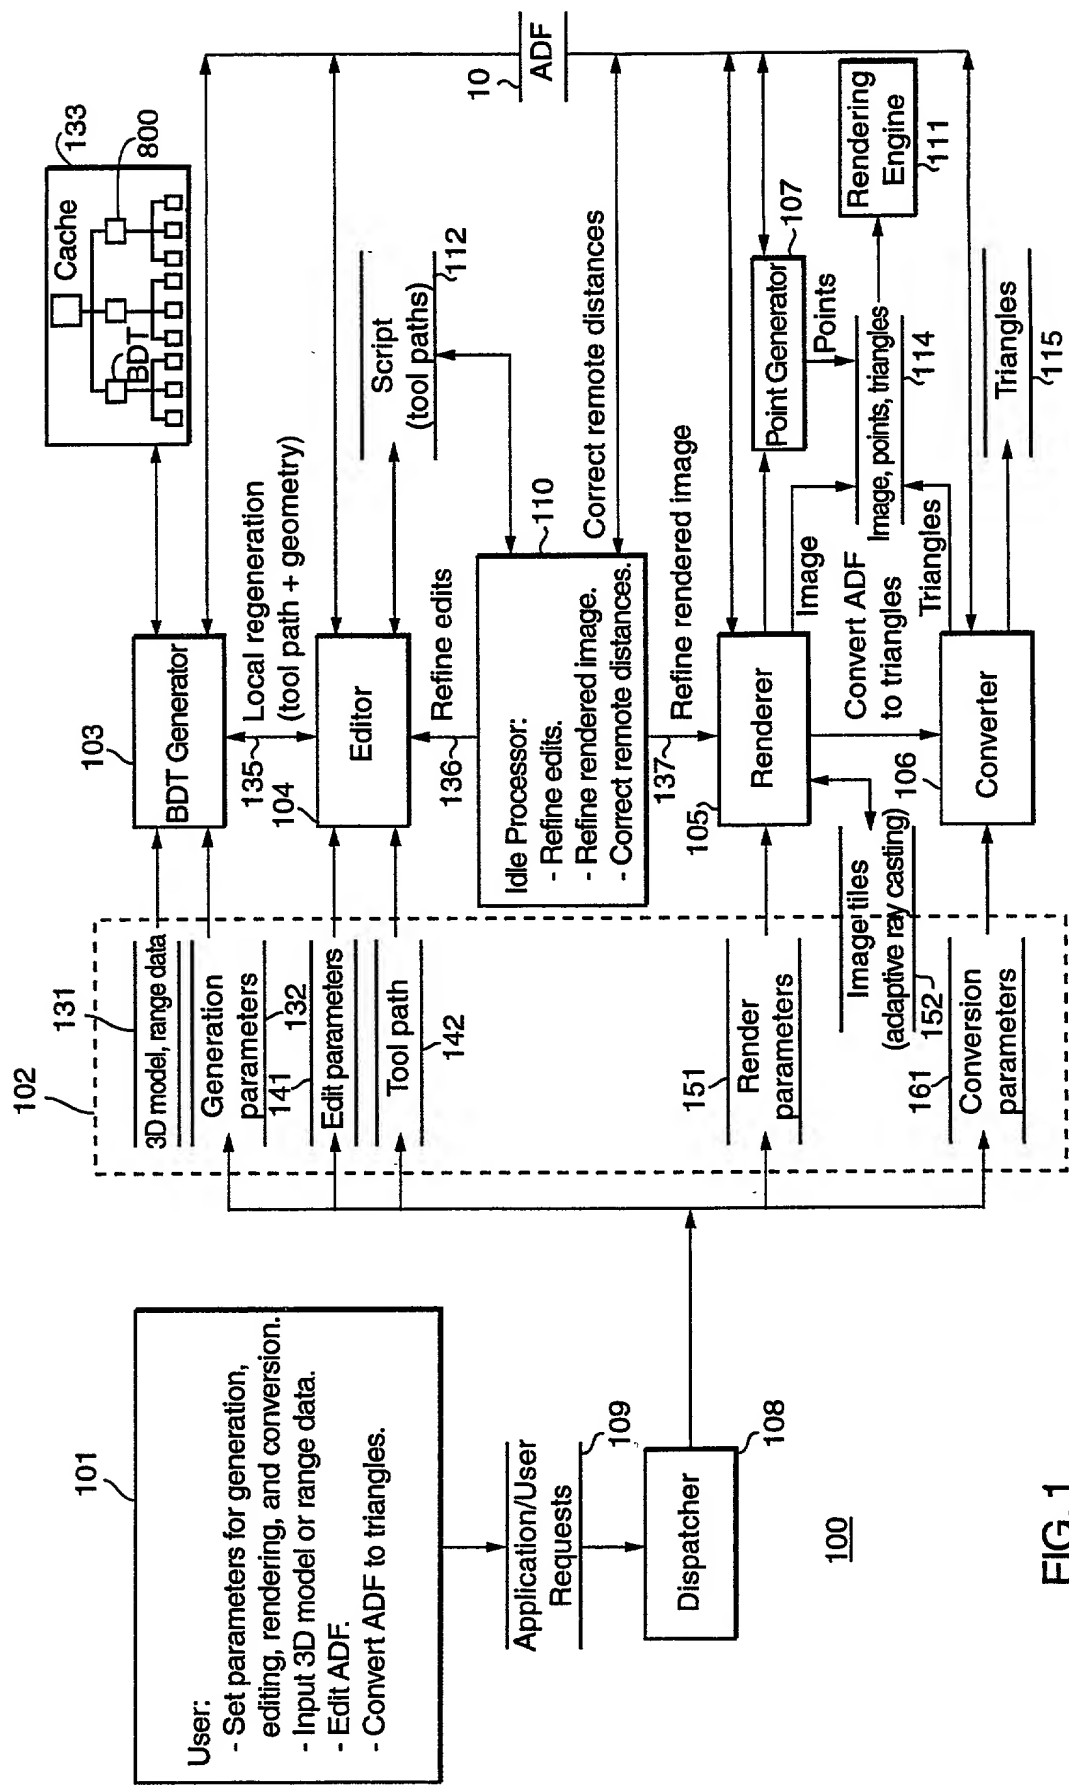 101
User:
- Set parameters for generation,
editing, rendering, and conversion.
- Input 3D model or range data.
- Edit ADF.
- Convert ADF to triangles.
Application/User
Requests
109
Dispatcher
108
100
102
131
3D model, range data
Generation
parameters
132
141
Edit parameters
Tool path
142
151
Render
parameters
Image tiles
(adaptive ray casting)
152
161
Conversion
parameters
103
BDT Generator
135
Local regeneration
(tool path + geometry)
104
Editor
136
Refine edits
110
Idle Processor:
- Refine edits.
- Refine rendered image.
- Correct remote distances.
Correct remote distances
137
Refine rendered image
105
Renderer
Image
Convert ADF
to triangles
Triangles
106
Converter
Cache
BDT
133
800
Script
(tool paths)
112
10
ADF
Point Generator
107
Points
Image, points, triangles
114
Rendering
Engine
111
Triangles
115
FIG. 1